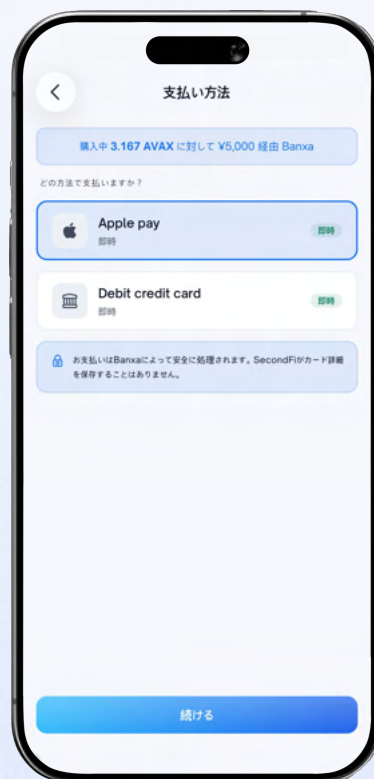 支払い方法
購入中 3.167 AVAX に対して ¥5,000 経由 Banxa
どの方法で支払いますか？
Apple pay
即時
即時
Debit credit card
即時
即時
お支払いはBanxaによって安全に処理されます。SecondFiがカード詳細
を保存することはありません。
続ける